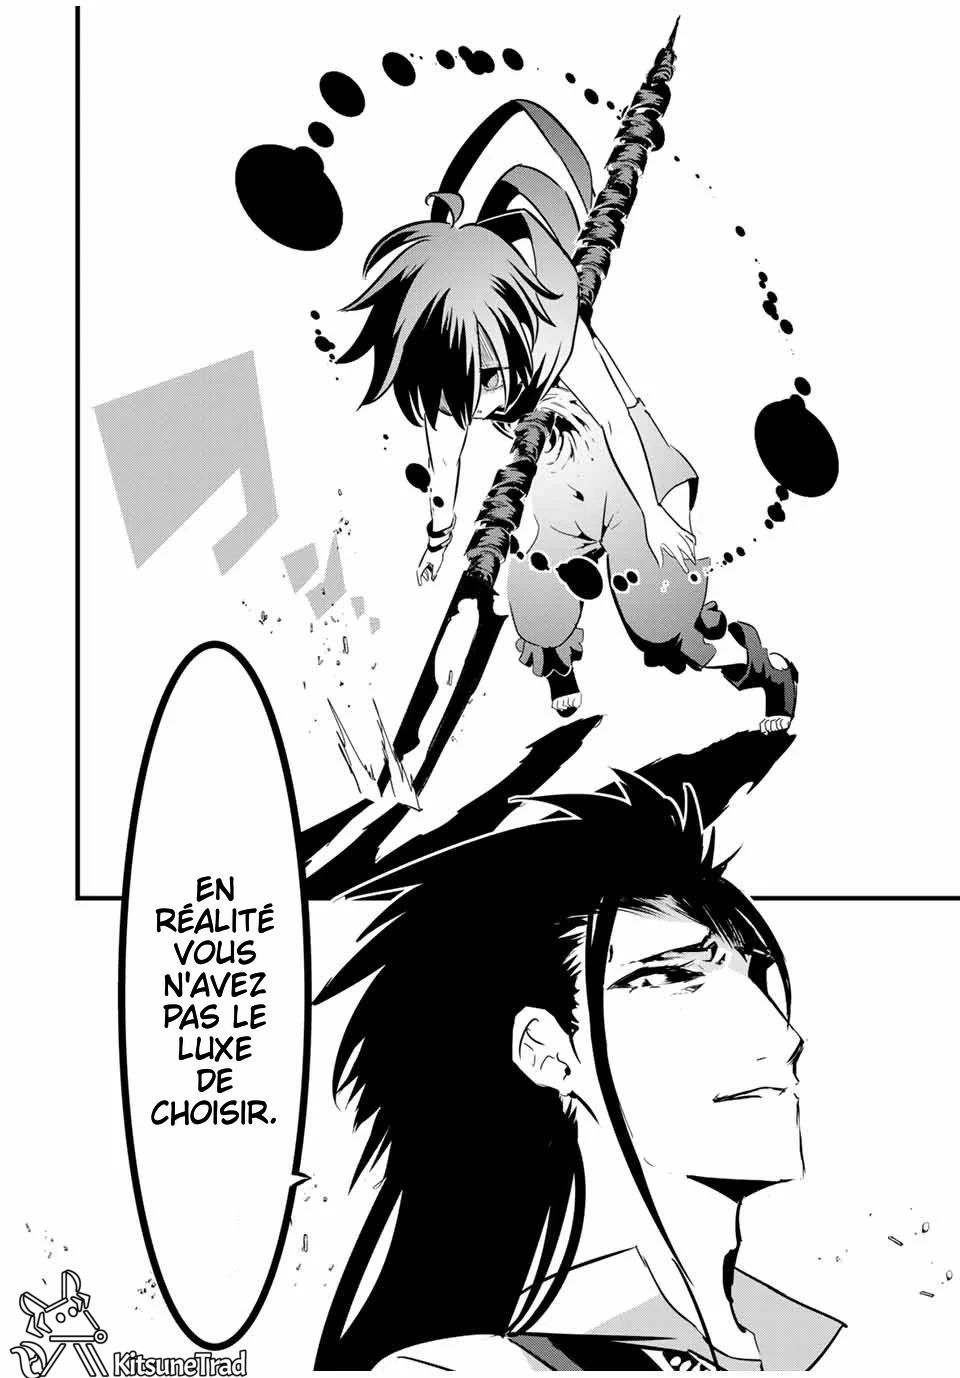 EN
RÉALITÉ
VOUS
N'AVEZ
PAS LE
LUXE
DE
CHOISIR.
KitsuneTrad